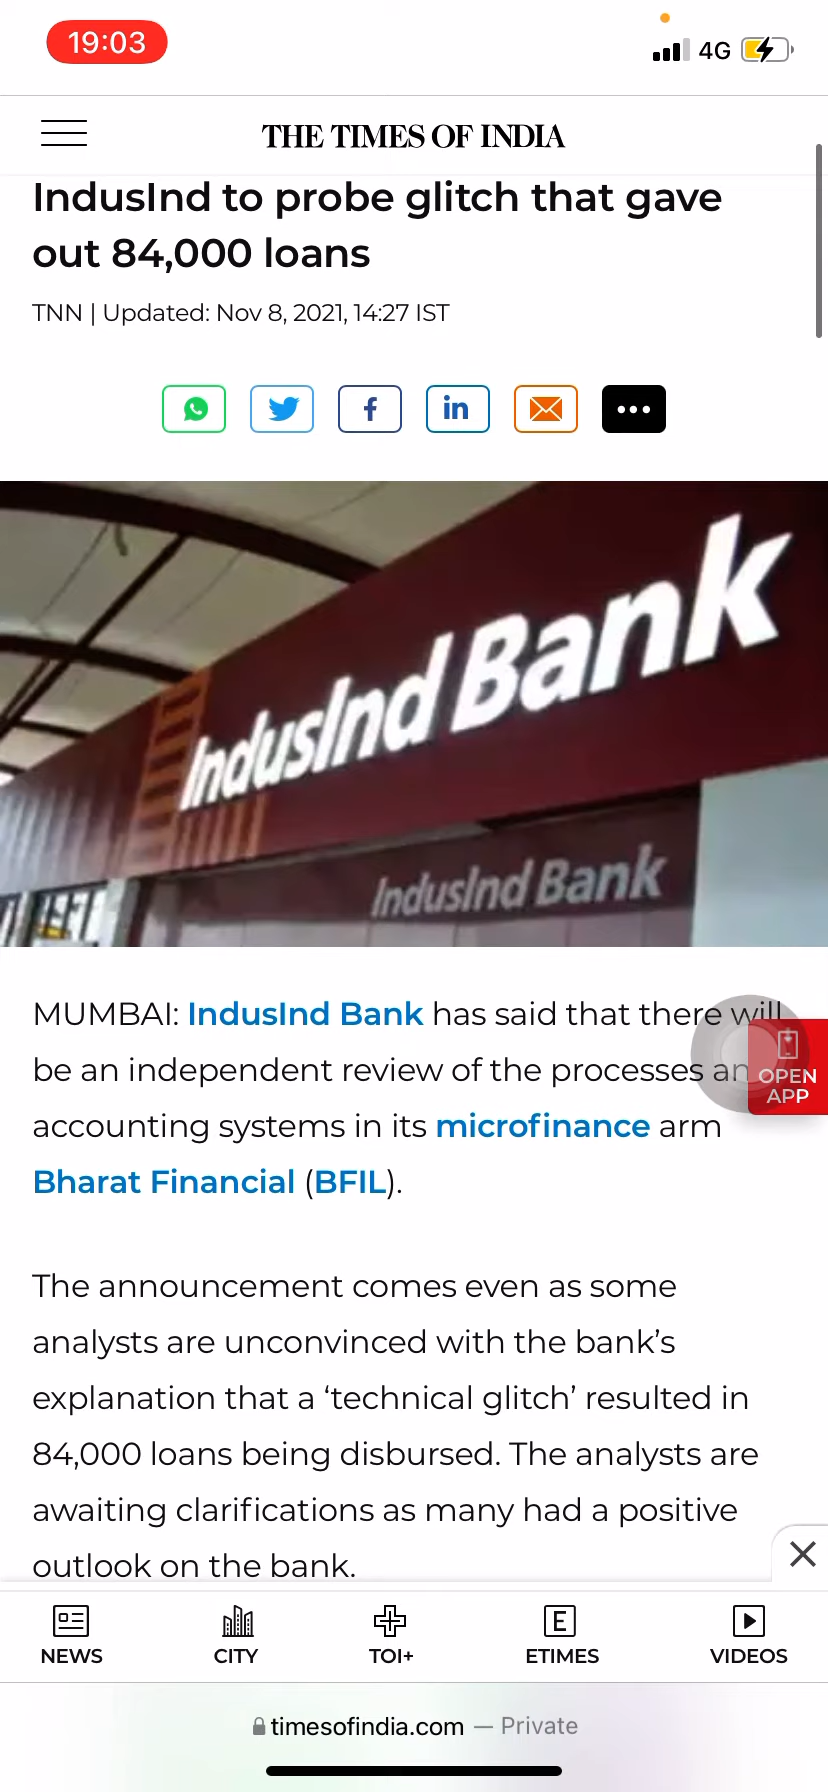 19:03
4G
THE TIMES OF INDIA
IndusInd to probe glitch that gave
out 84,000 loans
TNN | Updated: Nov 8, 2021, 14:27 IST
IndusInd Bank
IndusInd Bank
MUMBAI: IndusInd Bank has said that there will
be an independent review of the processes an
OPEN
APP
accounting systems in its microfinance arm
Bharat Financial (BFIL).
The announcement comes even as some
analysts are unconvinced with the bank’s
explanation that a ‘technical glitch’ resulted in
84,000 loans being disbursed. The analysts are
awaiting clarifications as many had a positive
outlook on the bank.
NEWS
CITY
TOI+
E
ETIMES
VIDEOS
timesofindia.com — Private